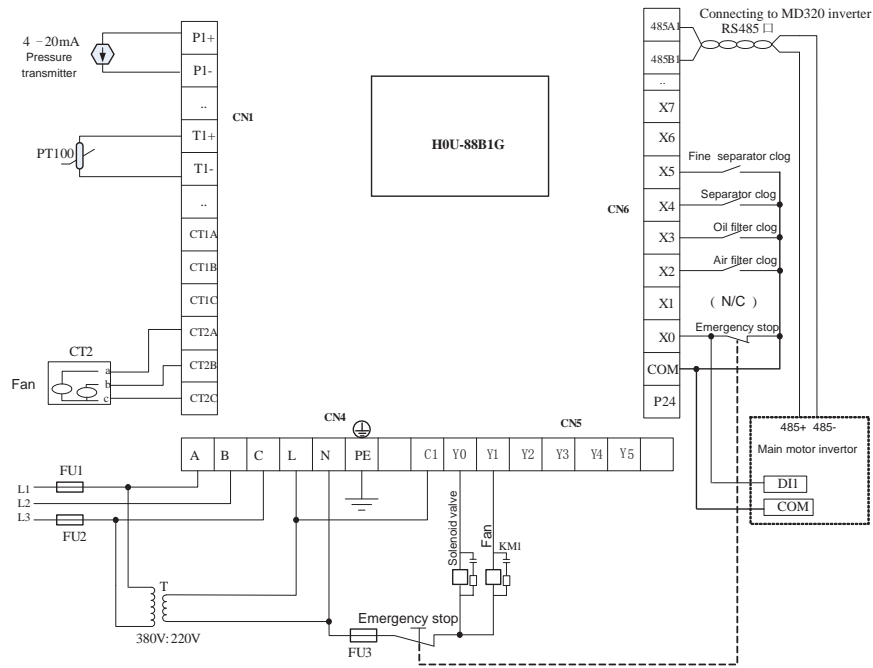 4－20mA
Pressure
transmitter
PT100
CT2
Fan
a
b
c
P1+
P1-
..
T1+
T1-
..
CT1A
CT1B
CT1C
CT2A
CT2B
CT2C
CN1
H0U-88B1G
CN6
485A1
485B1
..
X7
X6
X5
X4
X3
X2
X1
X0
COM
P24
Connecting to MD320 inverter
RS485 口
Fine separator clog
Separator clog
Oil filter clog
Air filter clog
( N/C )
Emergency stop
485+ 485-
Main motor invertor
DI1
COM
CN4
CN5
A
B
C
L
N
PE
C1
Y0
Y1
Y2
Y3
Y4
Y5
FU1
L1
L2
L3
FU2
T
380V:220V
Solenoid valve
Fan
KM1
Emergency stop
FU3